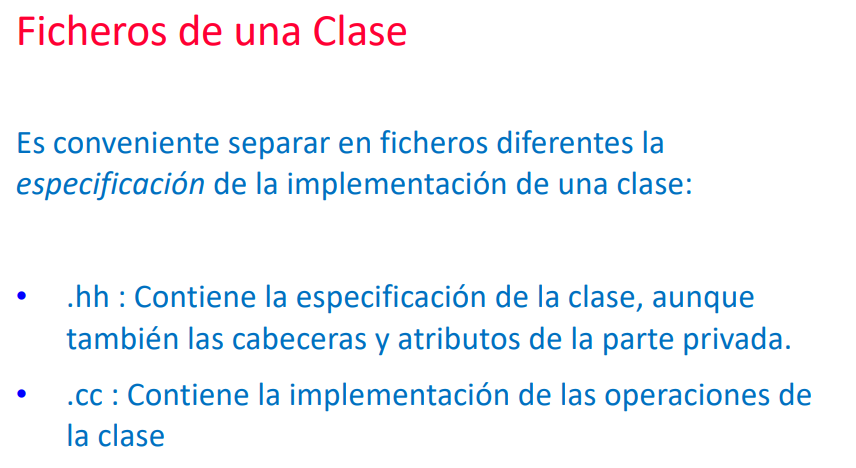 Ficheros de una Clase
Es conveniente separar en ficheros diferentes la
especificación de la implementación de una clase:
• .hh : Contiene la especificación de la clase, aunque
también las cabeceras y atributos de la parte privada.
• .cc : Contiene la implementación de las operaciones de
la clase